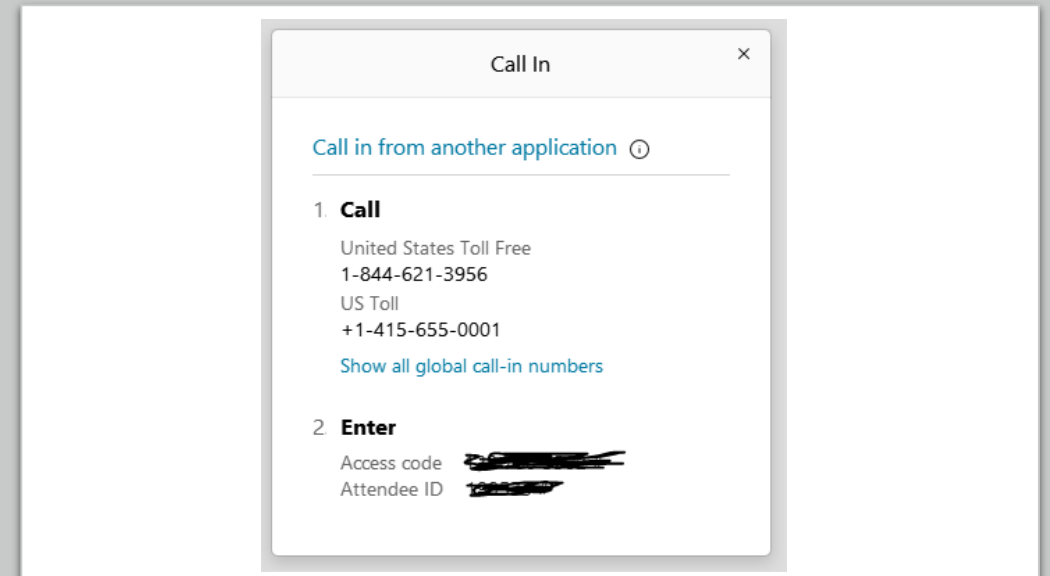 Call In
Call in from another application
1. Call
United States Toll Free
1-844-621-3956
US Toll
+1-415-655-0001
Show all global call-in numbers
2. Enter
Access code
Attendee ID